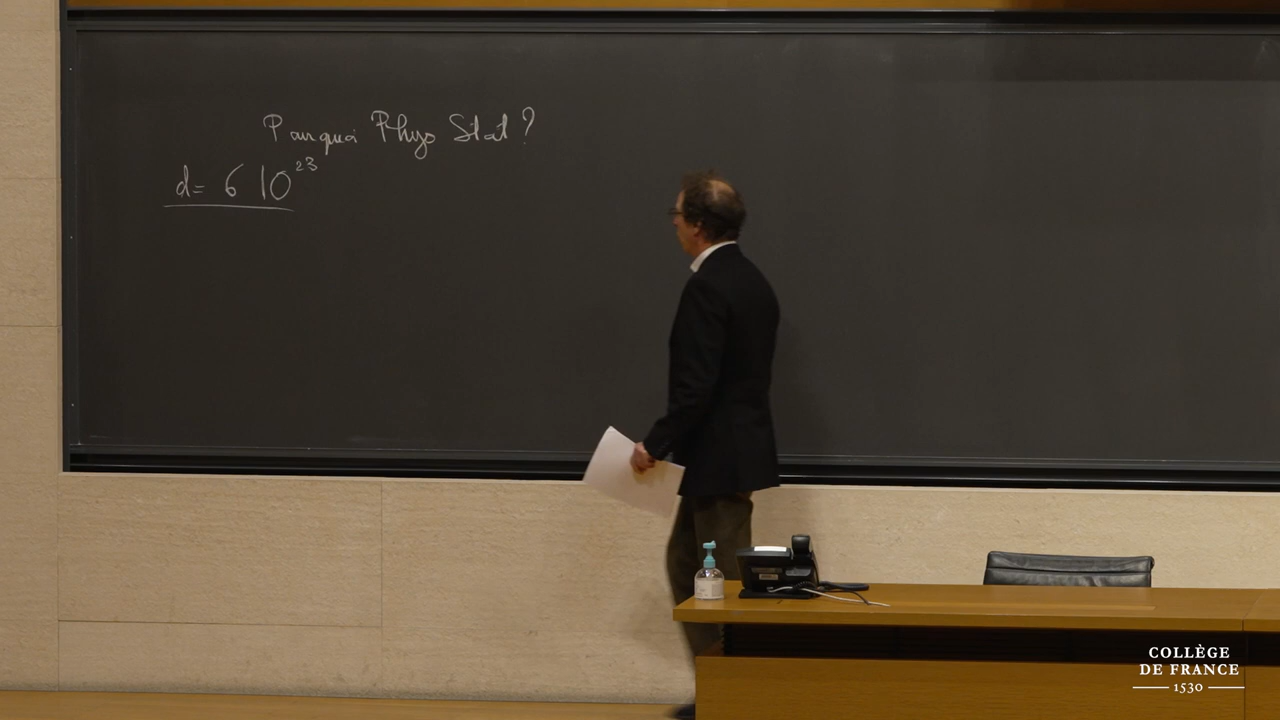 Pourquoi Phys Stat ?
d = 6 10²³
COLLÈGE
DE FRANCE
1530